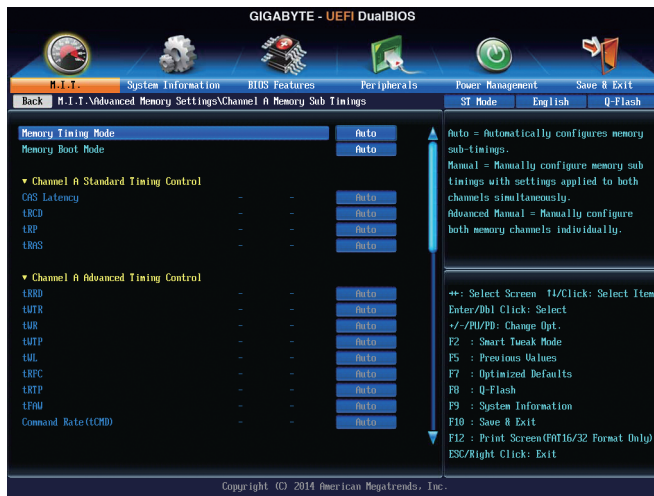 GIGABYTE - UEFI DualBIOS
M.I.T. System Information BIOS Features Peripherals Power Management Save & Exit
Back M.I.T.\Advanced Memory Settings\Channel A Memory Sub Timings ST Mode English Q-Flash
Memory Timing Mode Auto
Memory Boot Mode Auto
▼ Channel A Standard Timing Control
CAS Latency - - Auto
tRCD - - Auto
tRP - - Auto
tRAS - - Auto
▼ Channel A Advanced Timing Control
tRRD - - Auto
tWTR - - Auto
tWR - - Auto
tWTP - - Auto
tWL - - Auto
tRFC - - Auto
tRTP - - Auto
tFAW - - Auto
Command Rate(tCMD) - - Auto
Auto = Automatically configures memory
sub-timings.
Manual = Manually configure memory sub
timings with settings applied to both
channels simultaneously.
Advanced Manual = Manually configure
both memory channels individually.
↔: Select Screen ↑↓/Click: Select Item
Enter/Dbl Click: Select
+/-/PU/PD: Change Opt.
F2 : Smart Tweak Mode
F5 : Previous Values
F7 : Optimized Defaults
F8 : Q-Flash
F9 : System Information
F10 : Save & Exit
F12 : Print Screen(FAT16/32 Format Only)
ESC/Right Click: Exit
Copyright (C) 2014 American Megatrends, Inc.